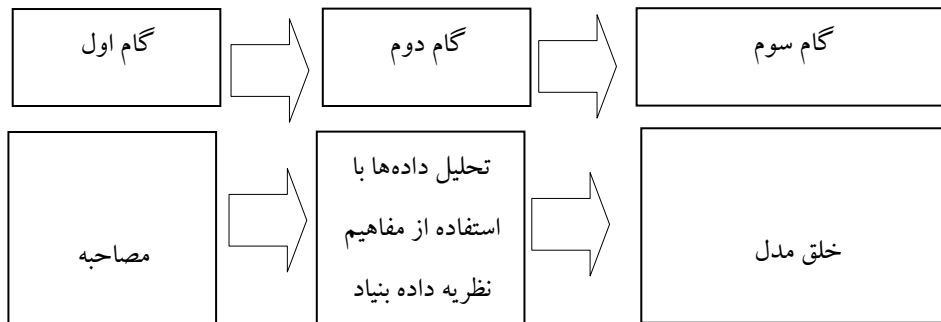 گام اول
گام دوم
گام سوم
مصاحبه
تحلیل داده‌ها با
استفاده از مفاهیم
نظریه داده بنیاد
خلق مدل